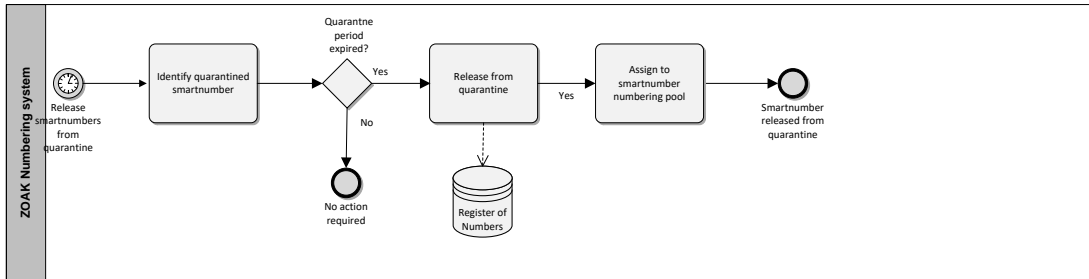 ZOAK Numbering system
Release
smartnumbers
from
quarantine
Identify quarantined
smartnumber
Quarantne
period
expired?
Yes
No
No action
required
Release from
quarantine
Register of
Numbers
Yes
Assign to
smartnumber
numbering pool
Smartnumber
released from
quarantine